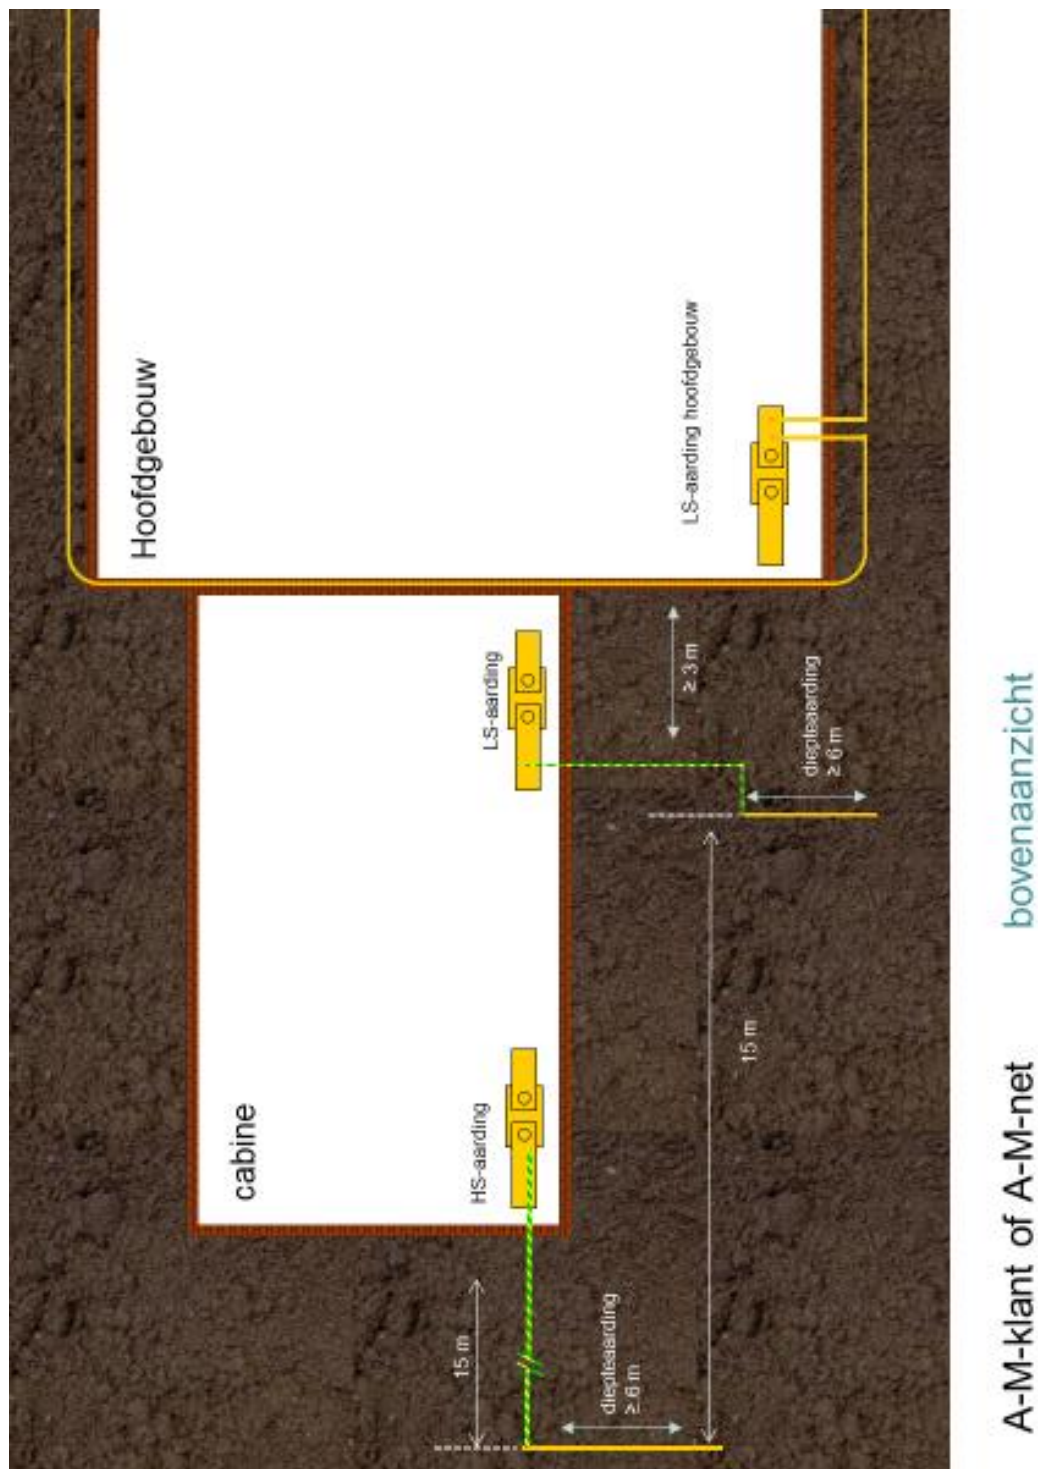 A-M-klant of A-M-net
bovenaanzicht
cabine
Hoofdgebouw
HS-aarding
LS-aarding
LS-aarding hoofdgebouw
15 m
diepteaarding
≥ 6 m
15 m
≥ 3 m
diepteaarding
≥ 6 m